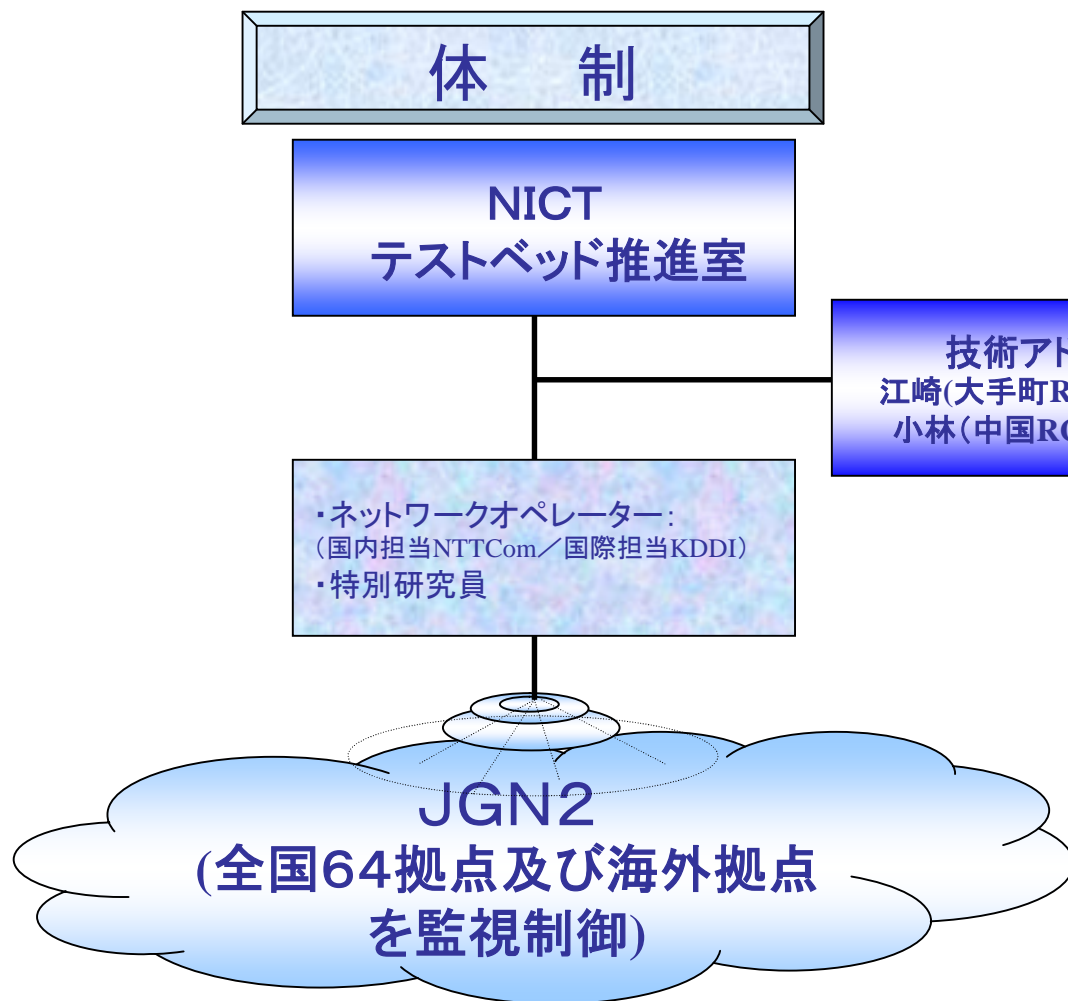 体 制
NICT
テストベッド推進室
技術アド
江崎(大手町R
小林(中国RC
・ネットワークオペレーター:
(国内担当NTTCom/国際担当KDDI)
・特別研究員
JGN2
(全国64拠点及び海外拠点
を監視制御)